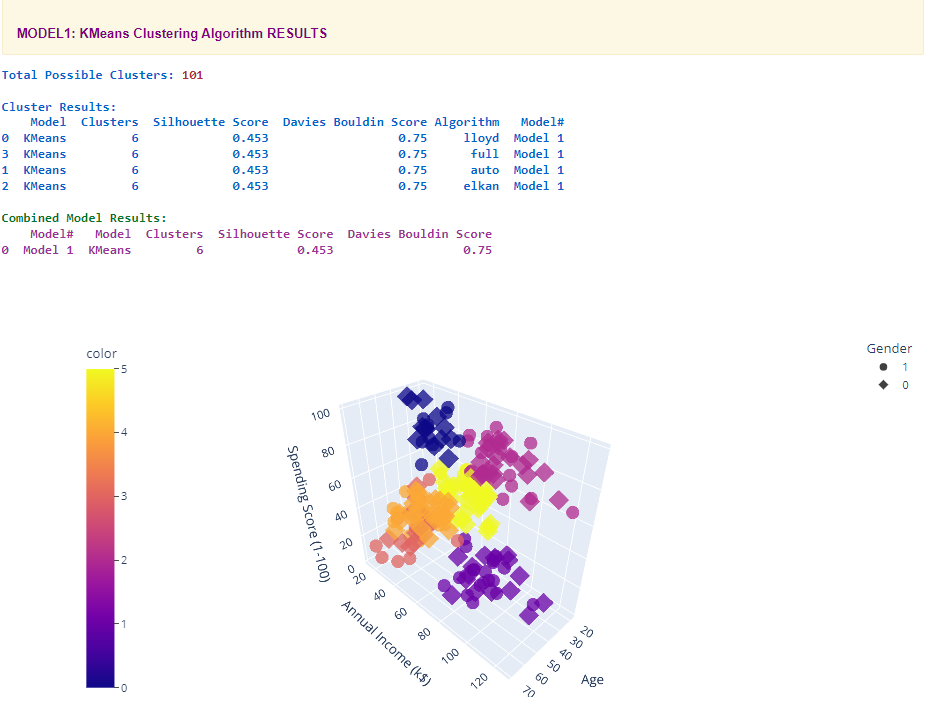 MODEL1: KMeans Clustering Algorithm RESULTS
Total Possible Clusters: 101
Cluster Results:
Model Clusters Silhouette Score Davies Bouldin Score Algorithm Model#
0 KMeans 6 0.453 0.75 lloyd Model 1
3 KMeans 6 0.453 0.75 full Model 1
1 KMeans 6 0.453 0.75 auto Model 1
2 KMeans 6 0.453 0.75 elkan Model 1
Combined Model Results:
Model# Model Clusters Silhouette Score Davies Bouldin Score
0 Model 1 KMeans 6 0.453 0.75
color
5
4
3
2
1
0
Spending Score (1-100)
100
80
60
40
20
0
Annual Income (k$)
20
40
60
80
100
120
Age
20
30
40
50
60
70
Gender
1
0